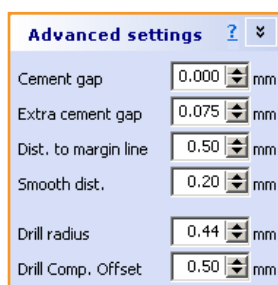 Advanced settings ?
Cement gap 0.000 mm
Extra cement gap 0.075 mm
Dist. to margin line 0.50 mm
Smooth dist. 0.20 mm
Drill radius 0.44 mm
Drill Comp. Offset 0.50 mm